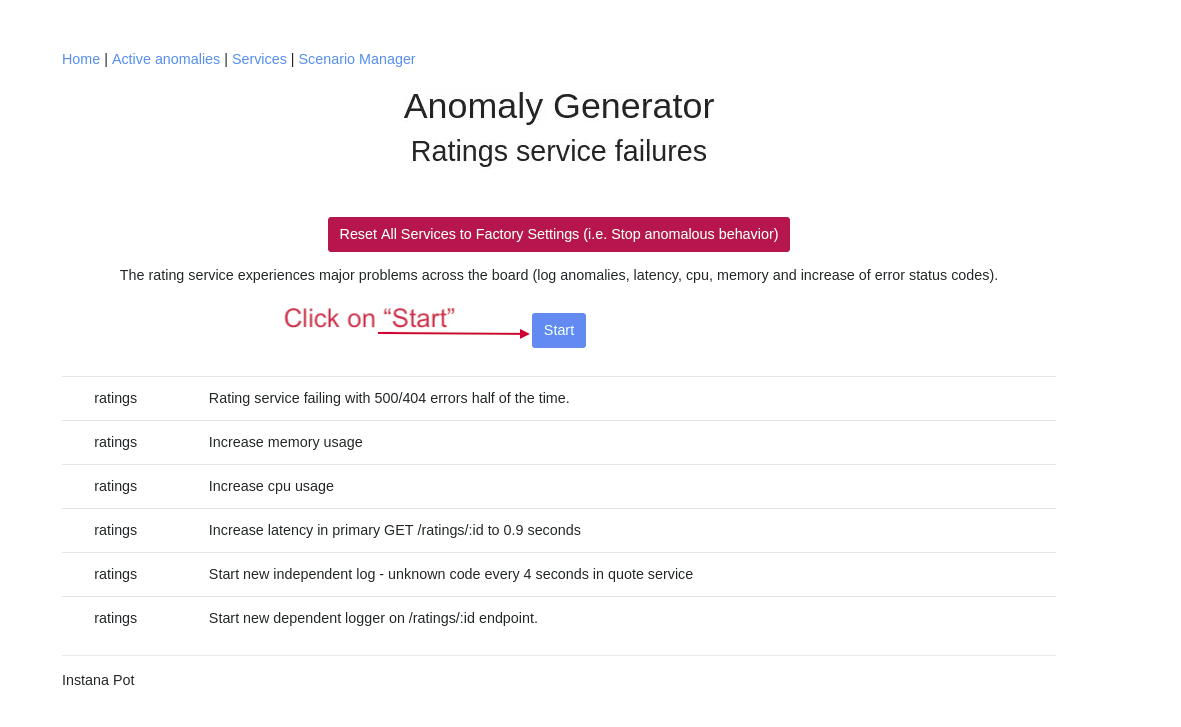 Home | Active anomalies | Services | Scenario Manager
Anomaly Generator
Ratings service failures
Reset All Services to Factory Settings (i.e. Stop anomalous behavior)
The rating service experiences major problems across the board (log anomalies, latency, cpu, memory and increase of error status codes).
Click on “Start”
Start
ratings Rating service failing with 500/404 errors half of the time.
ratings Increase memory usage
ratings Increase cpu usage
ratings Increase latency in primary GET /ratings/:id to 0.9 seconds
ratings Start new independent log - unknown code every 4 seconds in quote service
ratings Start new dependent logger on /ratings/:id endpoint.
Instana Pot